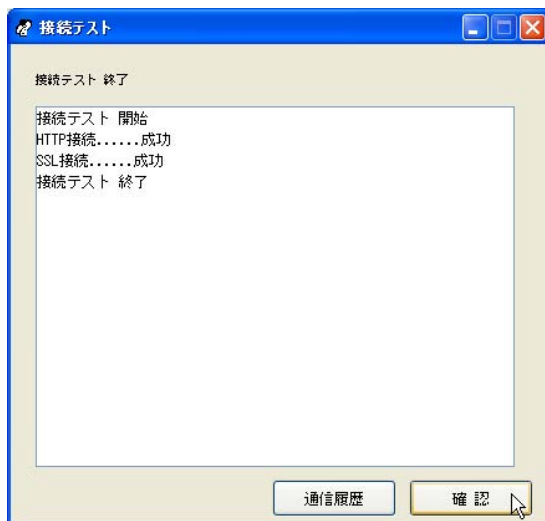 接続テスト
接続テスト 終了
接続テスト 開始
HTTP接続......成功
SSL接続......成功
接続テスト 終了
通信履歴
確 認